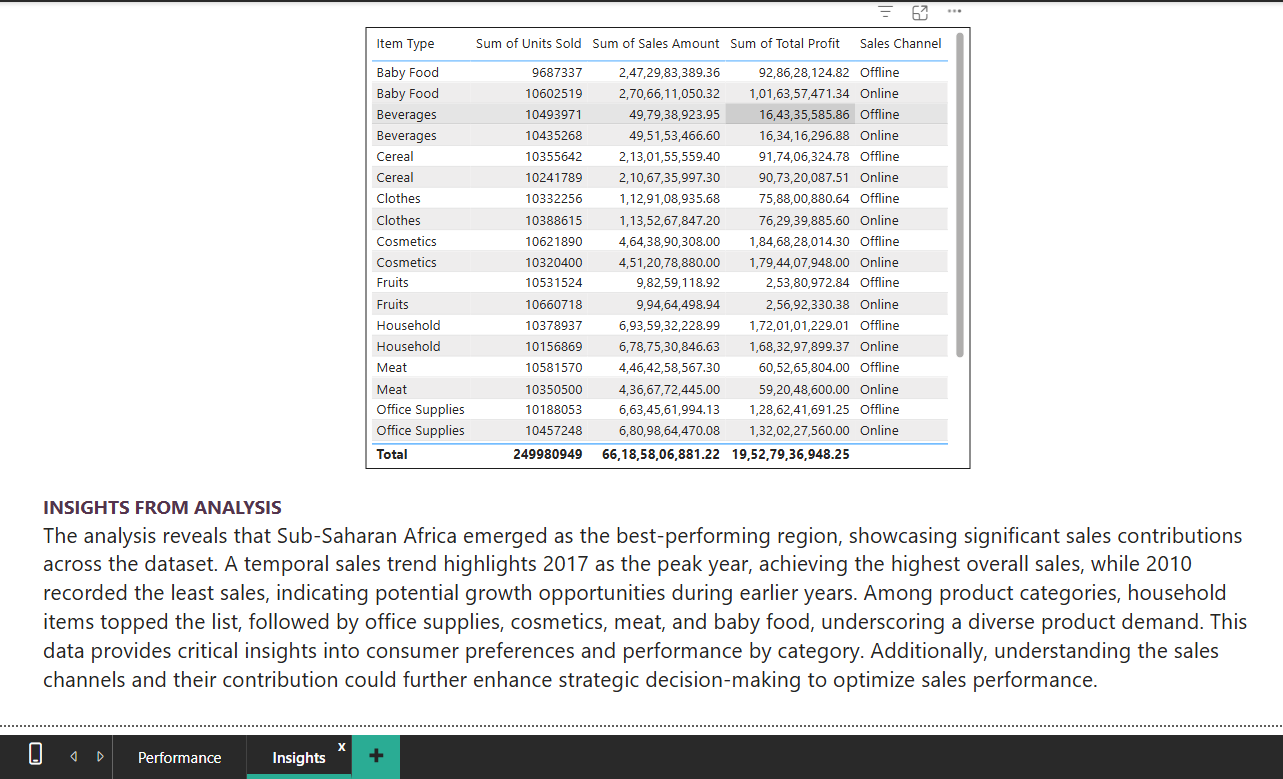 Item Type Sum of Units Sold Sum of Sales Amount Sum of Total Profit Sales Channel
Baby Food 9687337 2,47,29,83,389.36 92,86,28,124.82 Offline
Baby Food 10602519 2,70,66,11,050.32 1,01,63,57,471.34 Online
Beverages 10493971 49,79,38,923.95 16,43,35,585.86 Offline
Beverages 10435268 49,51,53,466.60 16,34,16,296.88 Online
Cereal 10355642 2,13,01,55,559.40 91,74,06,324.78 Offline
Cereal 10241789 2,10,67,35,997.30 90,73,20,087.51 Online
Clothes 10332256 1,12,91,08,935.68 75,88,00,880.64 Offline
Clothes 10388615 1,13,52,67,847.20 76,29,39,885.60 Online
Cosmetics 10621890 4,64,38,90,308.00 1,84,68,28,014.30 Offline
Cosmetics 10320400 4,51,20,78,880.00 1,79,44,07,948.00 Online
Fruits 10531524 9,82,59,118.92 2,53,80,972.84 Offline
Fruits 10660718 9,94,64,498.94 2,56,92,330.38 Online
Household 10378937 6,93,59,32,228.99 1,72,01,01,229.01 Offline
Household 10156869 6,78,75,30,846.63 1,68,32,97,899.37 Online
Meat 10581570 4,46,42,58,567.30 60,52,65,804.00 Offline
Meat 10350500 4,36,67,72,445.00 59,20,48,600.00 Online
Office Supplies 10188053 6,63,45,61,994.13 1,28,62,41,691.25 Offline
Office Supplies 10457248 6,80,98,64,470.08 1,32,02,27,560.00 Online
Total 249980949 66,18,58,06,881.22 19,52,79,36,948.25
INSIGHTS FROM ANALYSIS
The analysis reveals that Sub-Saharan Africa emerged as the best-performing region, showcasing significant sales contributions
across the dataset. A temporal sales trend highlights 2017 as the peak year, achieving the highest overall sales, while 2010
recorded the least sales, indicating potential growth opportunities during earlier years. Among product categories, household
items topped the list, followed by office supplies, cosmetics, meat, and baby food, underscoring a diverse product demand. This
data provides critical insights into consumer preferences and performance by category. Additionally, understanding the sales
channels and their contribution could further enhance strategic decision-making to optimize sales performance.
Performance Insights x +